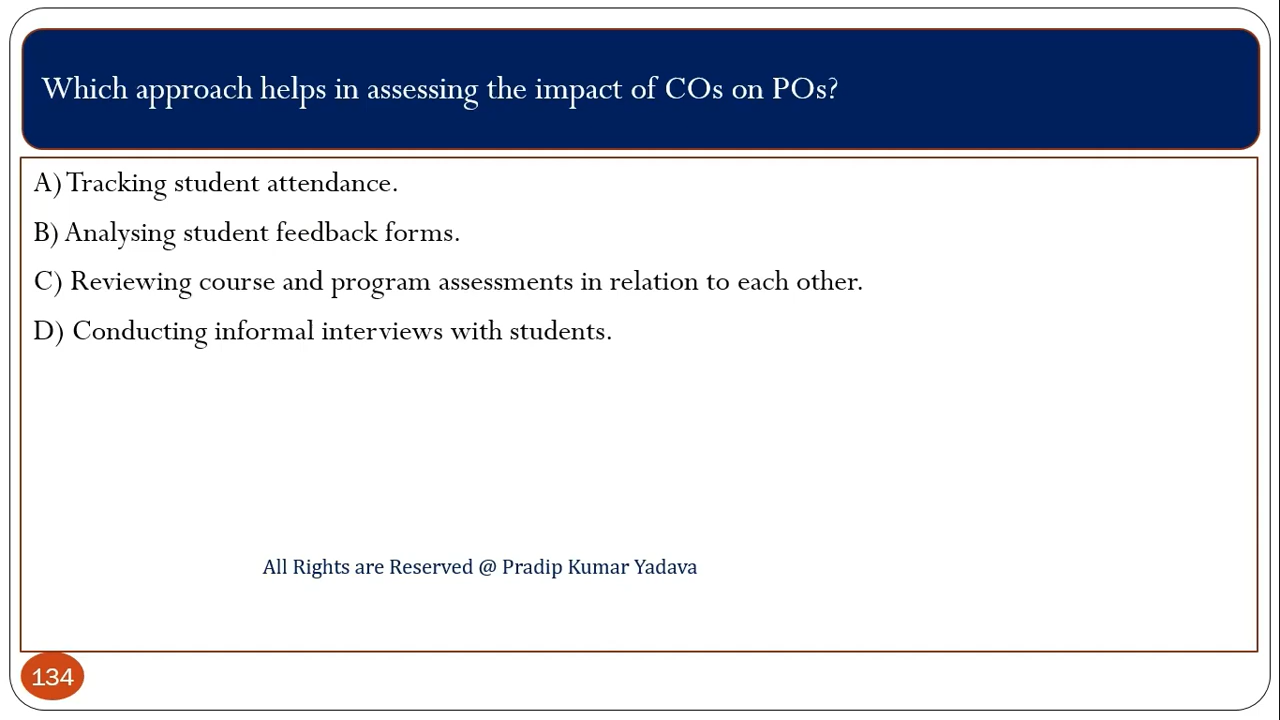 Which approach helps in assessing the impact of COs on POs?
A) Tracking student attendance.
B) Analysing student feedback forms.
C) Reviewing course and program assessments in relation to each other.
D) Conducting informal interviews with students.
All Rights are Reserved @ Pradip Kumar Yadava
134